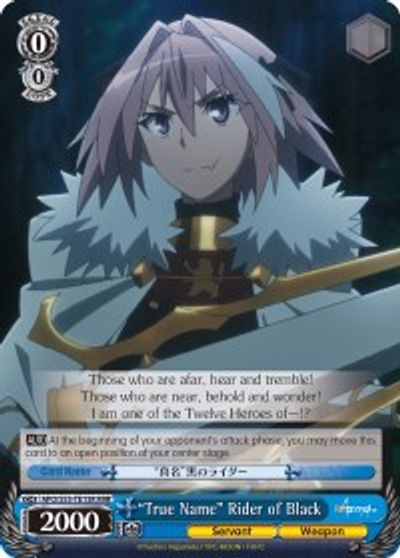 0
0
Those who are afar, hear and tremble!
Those who are near, behold and wonder!
I am one of the Twelve Heroes of—!?
AUTO At the beginning of your opponent's attack phase, you may move this
card to an open position of your center stage.
Card Name
"真名"黒のライダー
2000
"True Name" Rider of Black
Servant
Weapon